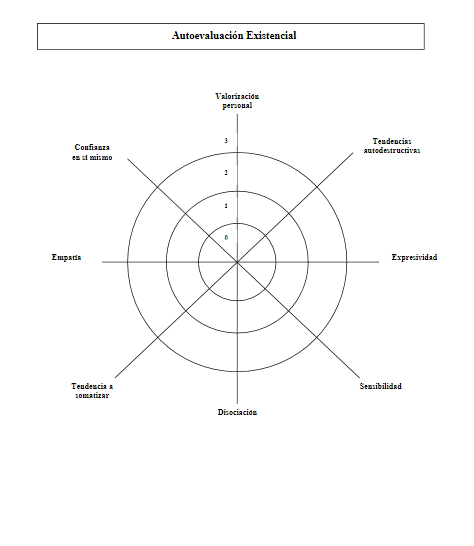 Autoevaluación Existencial
Valorización
personal
Confianza
en sí mismo
Tendencias
autodestructivas
3
2
1
0
Empatía
Expresividad
Tendencia a
somatizar
Sensibilidad
Disociación